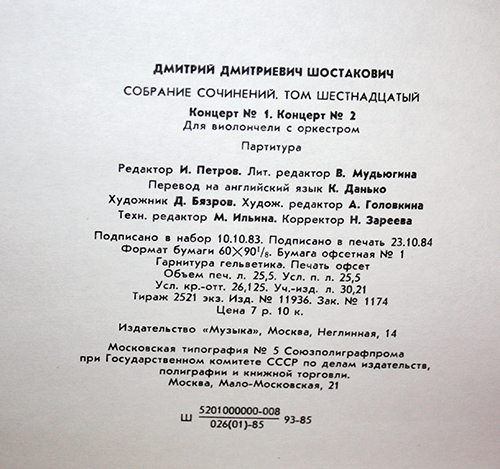 ДМИТРИЙ ДМИТРИЕВИЧ ШОСТАКОВИЧ
СОБРАНИЕ СОЧИНЕНИЙ. ТОМ ШЕСТНАДЦАТЫЙ
Концерт № 1. Концерт № 2
Для виолончели с оркестром
Партитура
Редактор И. Петров. Лит. редактор В. Мудьюгина
Перевод на английский язык К. Данько
Художник Д. Бязров. Худож. редактор А. Головкина
Техн. редактор М. Ильина. Корректор Н. Зареева
Подписано в набор 10.10.83. Подписано в печать 23.10.84
Формат бумаги 60×90 1/8. Бумага офсетная № 1
Гарнитура гельветика. Печать офсет
Объем печ. л. 25,5. Усл. п. л. 25,5
Усл. кр.-отт. 26,125. Уч.-изд. л. 30,21
Тираж 2521 экз. Изд. № 11936. Зак. № 1174
Цена 7 р. 10 к.
Издательство «Музыка», Москва, Неглинная, 14
Московская типография № 5 Союзполиграфпрома
при Государственном комитете СССР по делам издательств,
полиграфии и книжной торговли.
Москва, Мало-Московская, 21
Ш 5201000000-008 / 026(01)-85 93-85